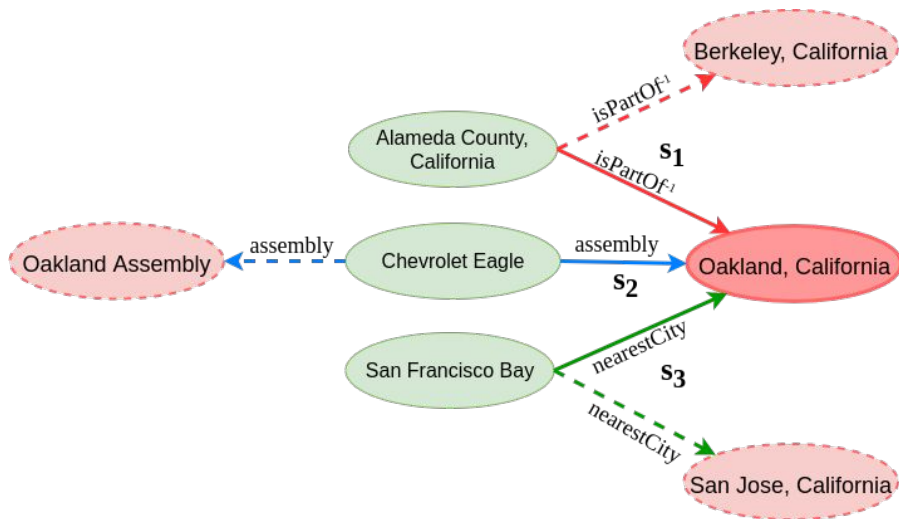 Berkeley, California
isPartOf-1
Alameda County,
California
s1
isPartOf-1
assembly
assembly
Oakland Assembly
Chevrolet Eagle
Oakland, California
s2
San Francisco Bay
nearestCity
s3
nearestCity
San Jose, California